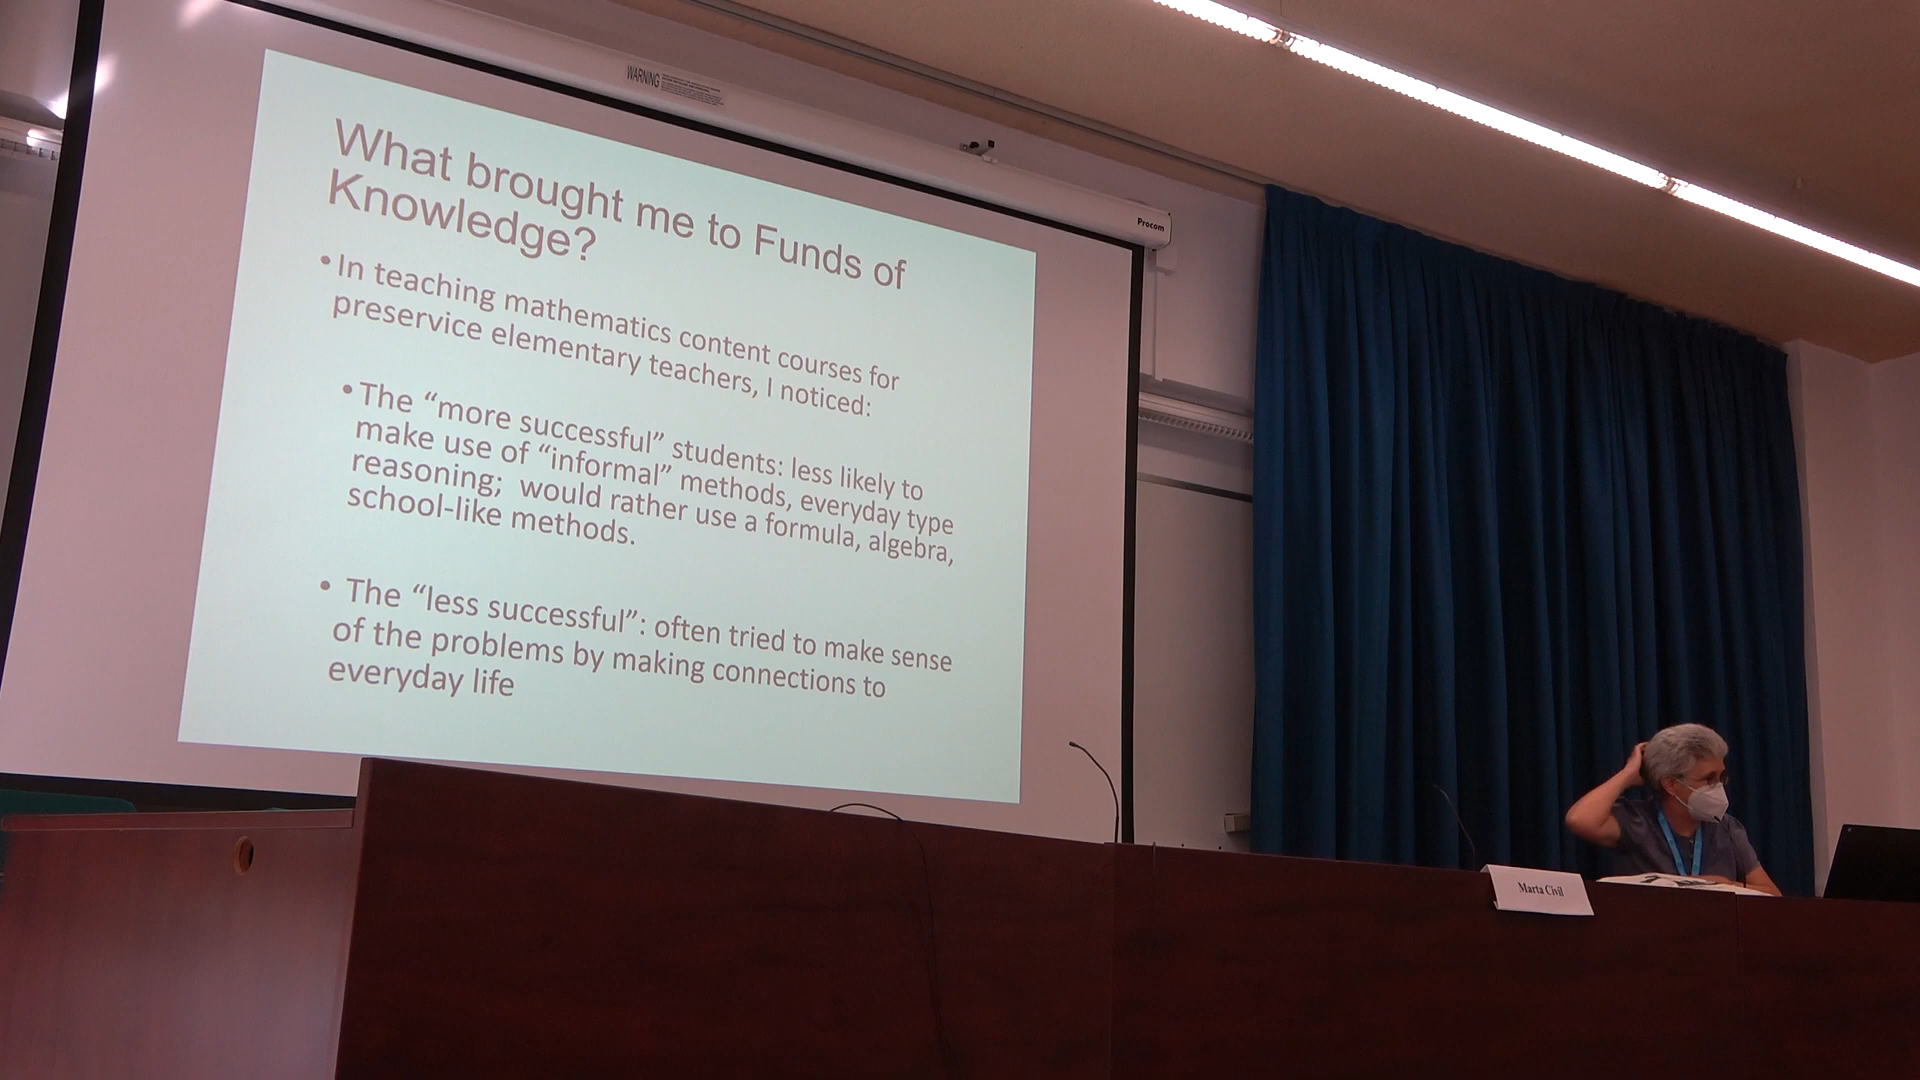 WARNING
Procom
What brought me to Funds of
Knowledge?
• In teaching mathematics content courses for
preservice elementary teachers, I noticed:
• The “more successful” students: less likely to
make use of “informal” methods, everyday type
reasoning; would rather use a formula, algebra,
school-like methods.
• The “less successful”: often tried to make sense
of the problems by making connections to
everyday life
Marta Civil